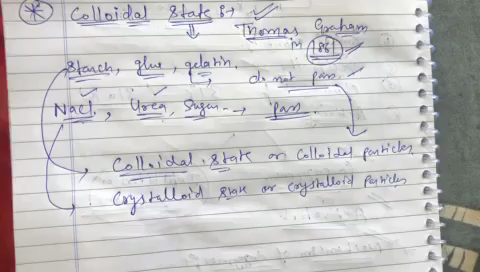 * Colloidal State :→
Thomas Graham
in 1861
Starch, glue, gelatin → do not pass
NaCl, Urea, Sugar → pass.
Colloidal state or Colloidal particles
Crystalloid state or crystalloid particles